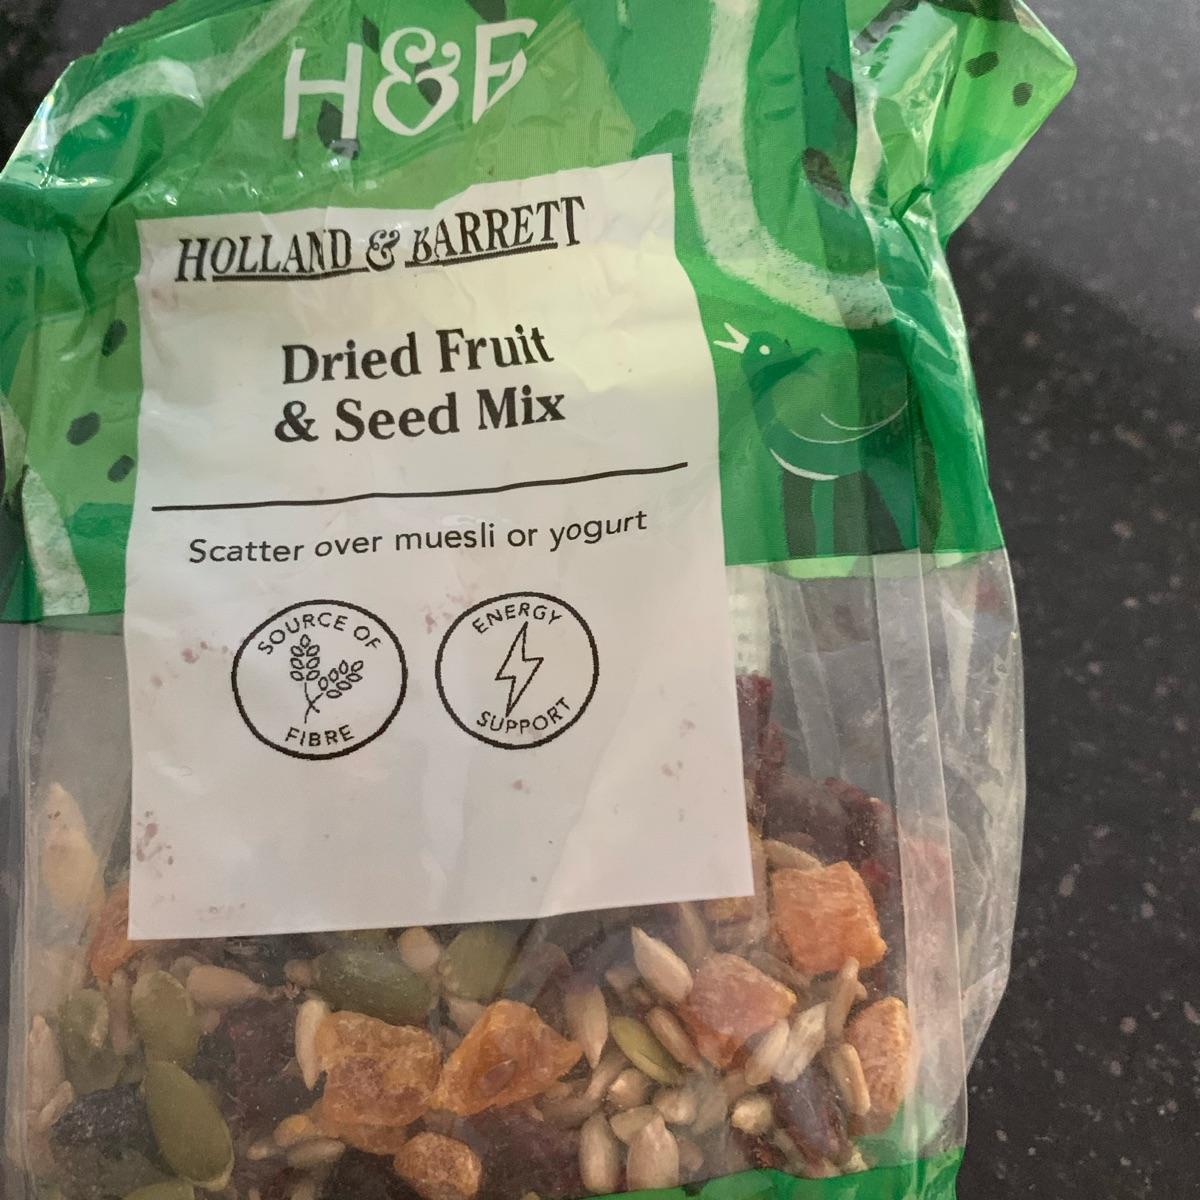 H&B
HOLLAND & BARRETT
Dried Fruit
& Seed Mix
Scatter over muesli or yogurt
SOURCE OF
FIBRE
ENERGY
SUPPORT